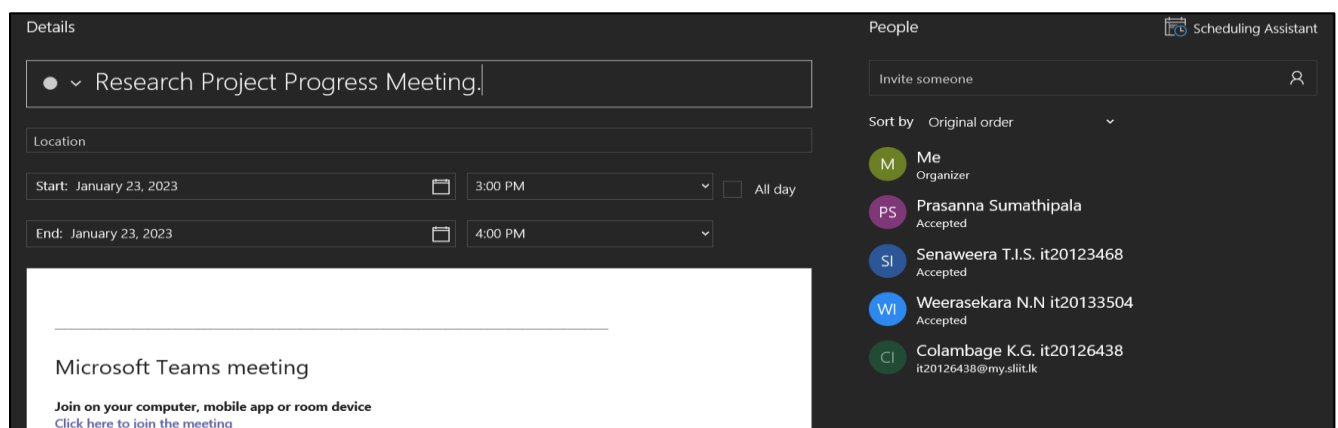 Details
Research Project Progress Meeting.
Location
Start: January 23, 2023 3:00 PM All day
End: January 23, 2023 4:00 PM
Microsoft Teams meeting
Join on your computer, mobile app or room device
Click here to join the meeting
People Scheduling Assistant
Invite someone
Sort by Original order
M Me
Organizer
PS Prasanna Sumathipala
Accepted
SI Senaweera T.I.S. it20123468
Accepted
WI Weerasekara N.N it20133504
Accepted
CI Colambage K.G. it20126438
it20126438@my.sliit.lk